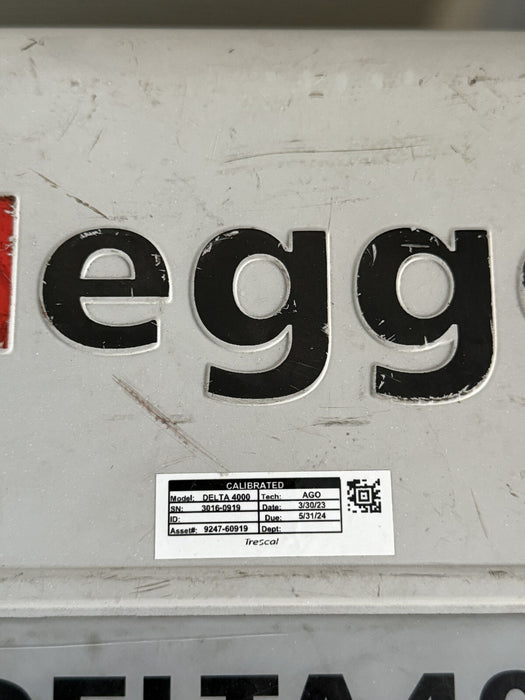 egg
CALIBRATED
Model: DELTA 4000 Tech: AGO
SN: 3016-0919 Date: 3/30/23
ID: Due: 5/31/24
Asset#: 9247-60919 Dept:
Trescal
DELTA4